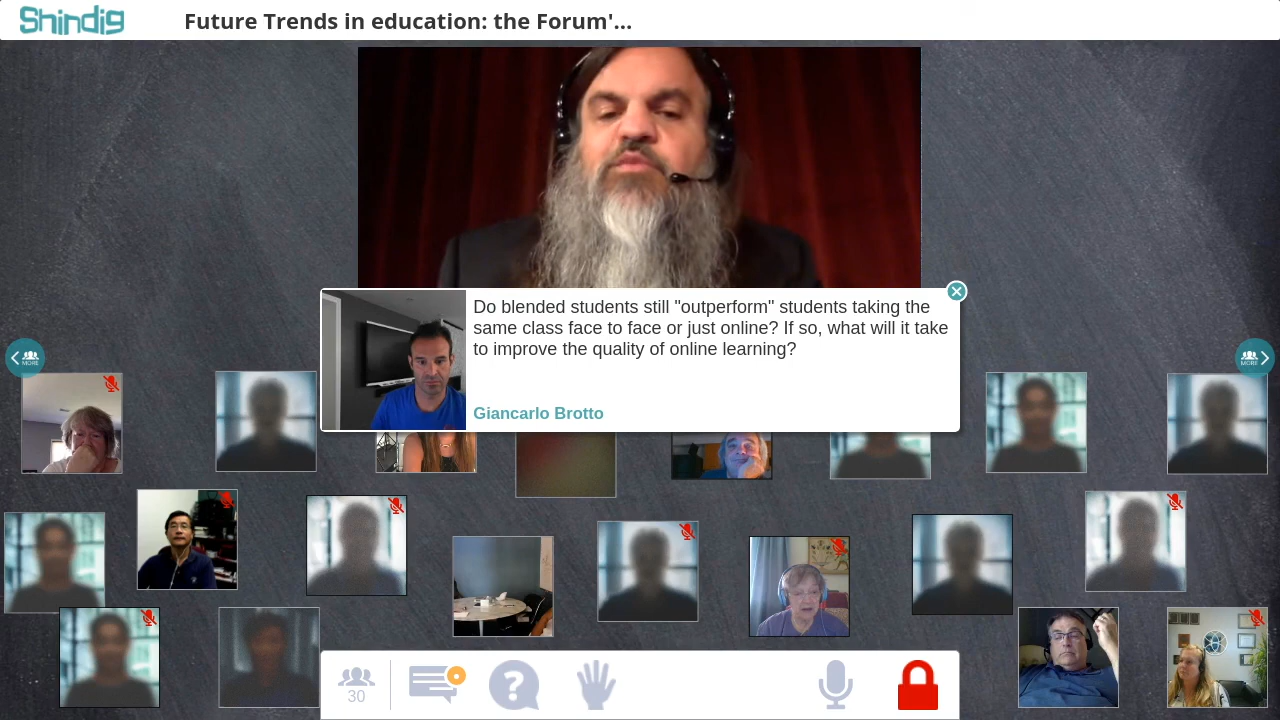 Shindig
Future Trends in education: the Forum'...
Do blended students still "outperform" students taking the
same class face to face or just online? If so, what will it take
to improve the quality of online learning?
Giancarlo Brotto
MORE
MORE
30